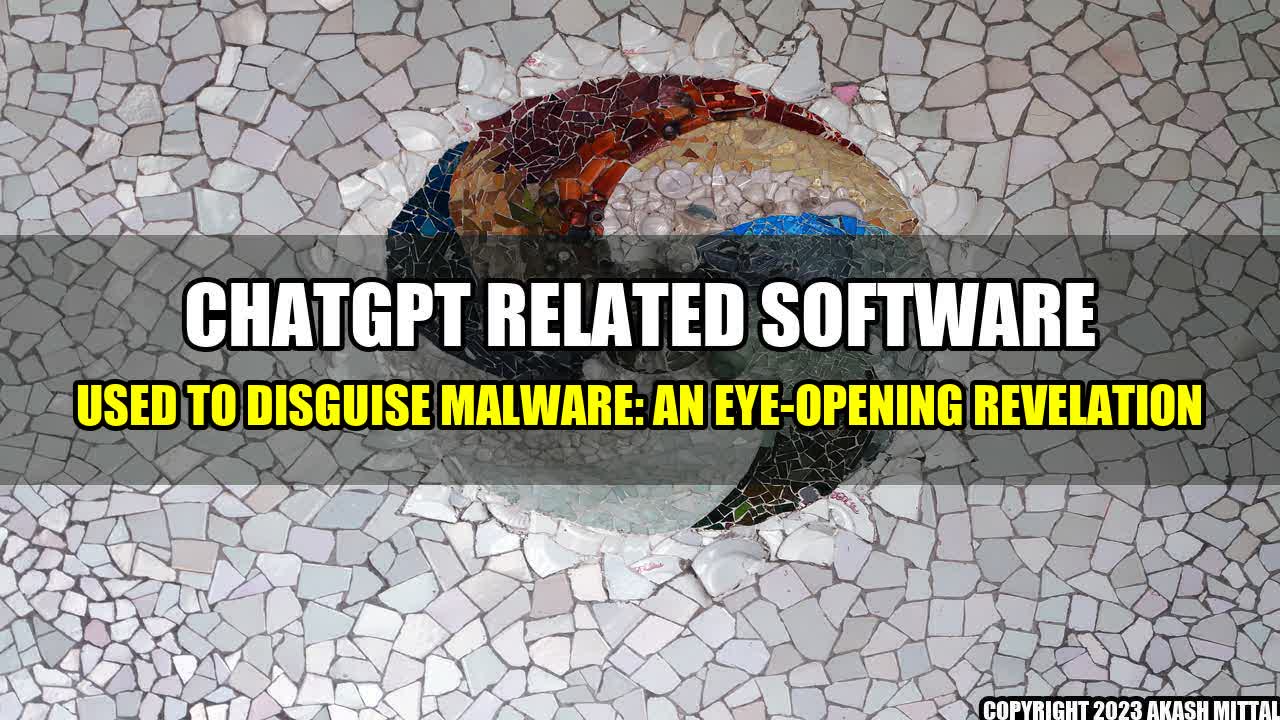 CHATGPT RELATED SOFTWARE
USED TO DISGUISE MALWARE: AN EYE-OPENING REVELATION
COPYRIGHT 2023 AKASH MITTAL